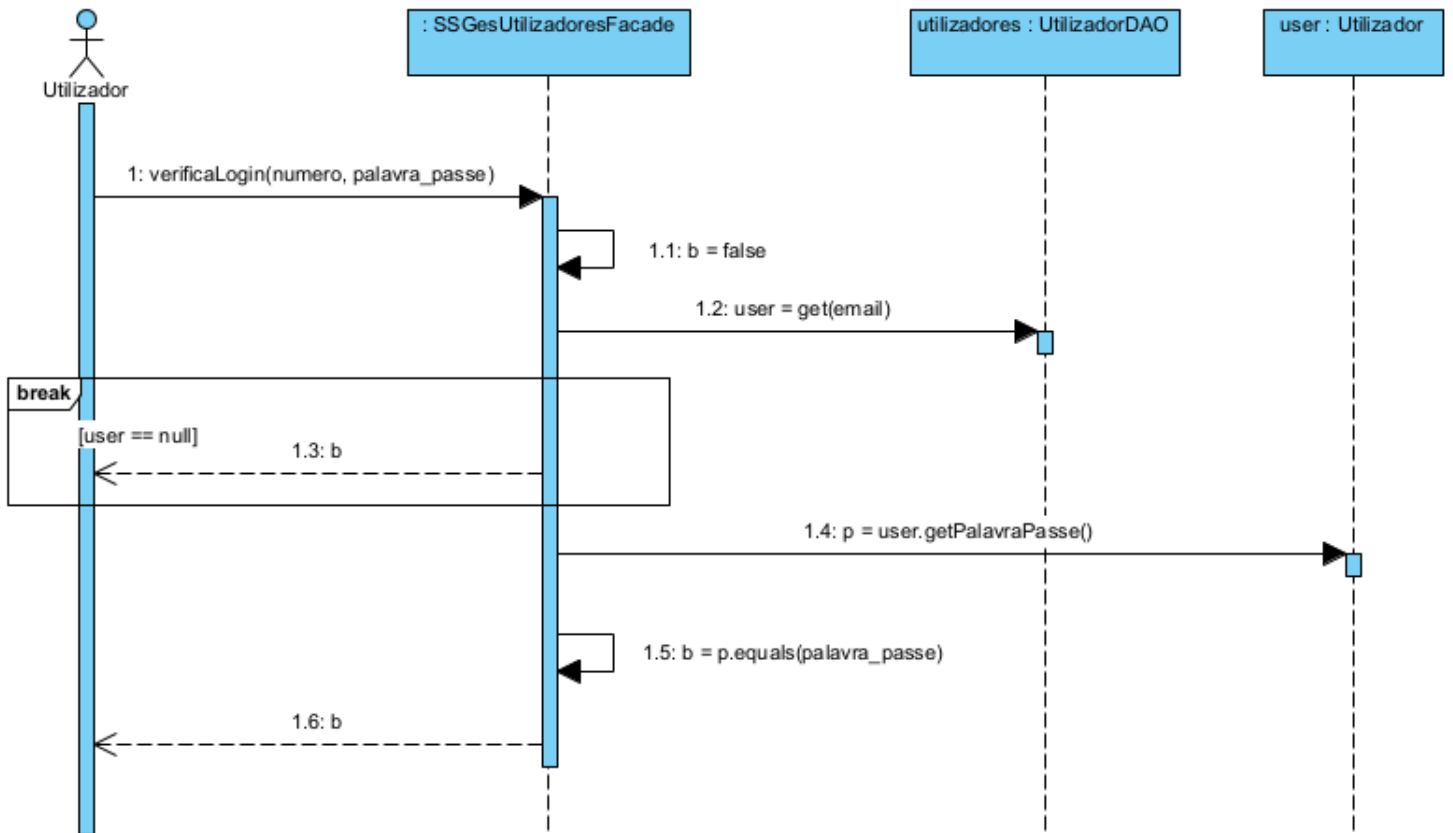 : SSGesUtilizadoresFacade
utilizadores : UtilizadorDAO
user : Utilizador
Utilizador
1: verificaLogin(numero, palavra_passe)
1.1: b = false
1.2: user = get(email)
break
[user == null]
1.3: b
1.4: p = user.getPalavraPasse()
1.5: b = p.equals(palavra_passe)
1.6: b